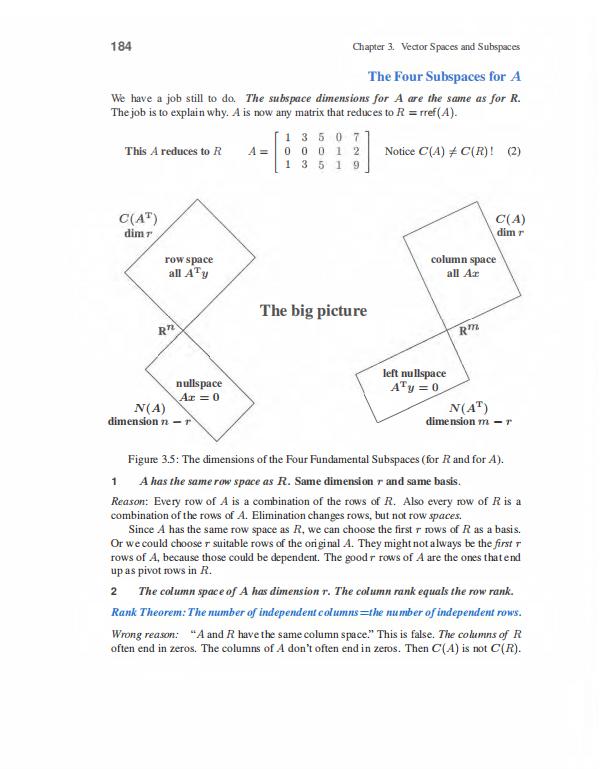 184
Chapter 3. Vector Spaces and Subspaces
The Four Subspaces for A
We have a job still to do. The subspace dimensions for A are the same as for R.
The job is to explain why. A is now any matrix that reduces to R = rref(A).
This A reduces to R A = [ 1 3 5 0 7
0 0 0 1 2
1 3 5 1 9 ] Notice C(A) ≠ C(R)! (2)
C(Aᵀ)
dim r
row space
all Aᵀy
C(A)
dim r
column space
all Ax
The big picture
Rⁿ
Rᵐ
nullspace
Ax = 0
N(A)
dimension n − r
left nullspace
Aᵀy = 0
N(Aᵀ)
dimension m − r
Figure 3.5: The dimensions of the Four Fundamental Subspaces (for R and for A).
1 A has the same row space as R. Same dimension r and same basis.
Reason: Every row of A is a combination of the rows of R. Also every row of R is a
combination of the rows of A. Elimination changes rows, but not row spaces.
Since A has the same row space as R, we can choose the first r rows of R as a basis.
Or we could choose r suitable rows of the original A. They might not always be the first r
rows of A, because those could be dependent. The good r rows of A are the ones that end
up as pivot rows in R.
2 The column space of A has dimension r. The column rank equals the row rank.
Rank Theorem: The number of independent columns=the number of independent rows.
Wrong reason: “A and R have the same column space.” This is false. The columns of R
often end in zeros. The columns of A don’t often end in zeros. Then C(A) is not C(R).